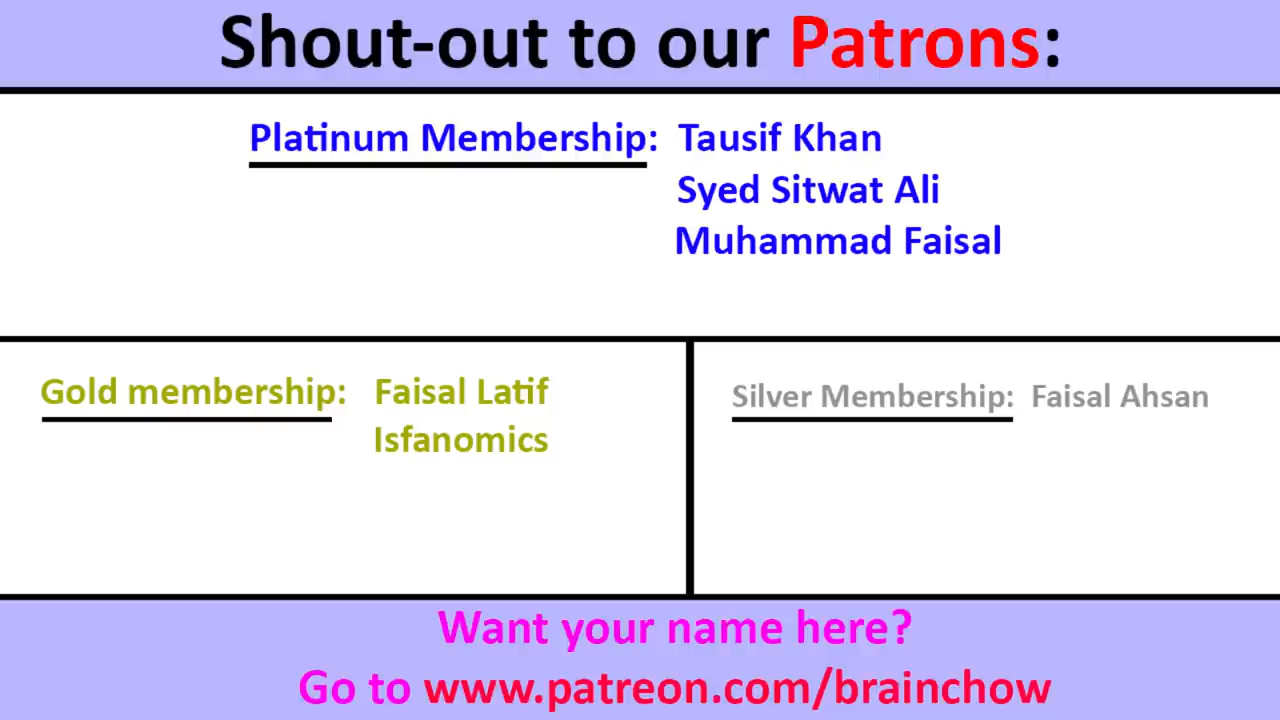 Shout-out to our Patrons:
Platinum Membership: Tausif Khan
Syed Sitwat Ali
Muhammad Faisal
Gold membership: Faisal Latif
Isfanomics
Silver Membership: Faisal Ahsan
Want your name here?
Go to www.patreon.com/brainchow